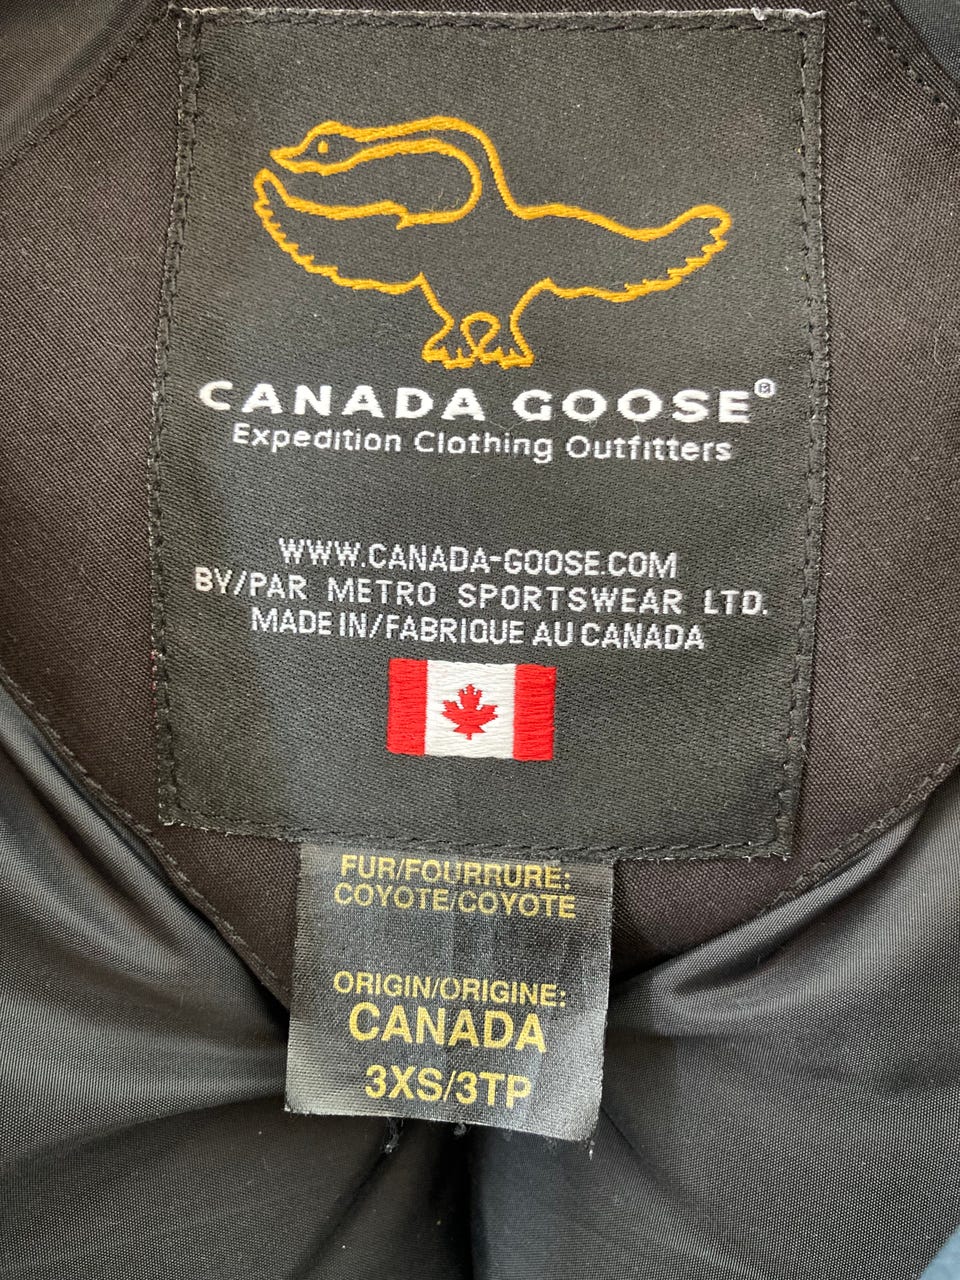 CANADA GOOSE®
Expedition Clothing Outfitters
WWW.CANADA-GOOSE.COM
BY/PAR METRO SPORTSWEAR LTD.
MADE IN/FABRIQUE AU CANADA
FUR/FOURRURE:
COYOTE/COYOTE
ORIGIN/ORIGINE:
CANADA
3XS/3TP